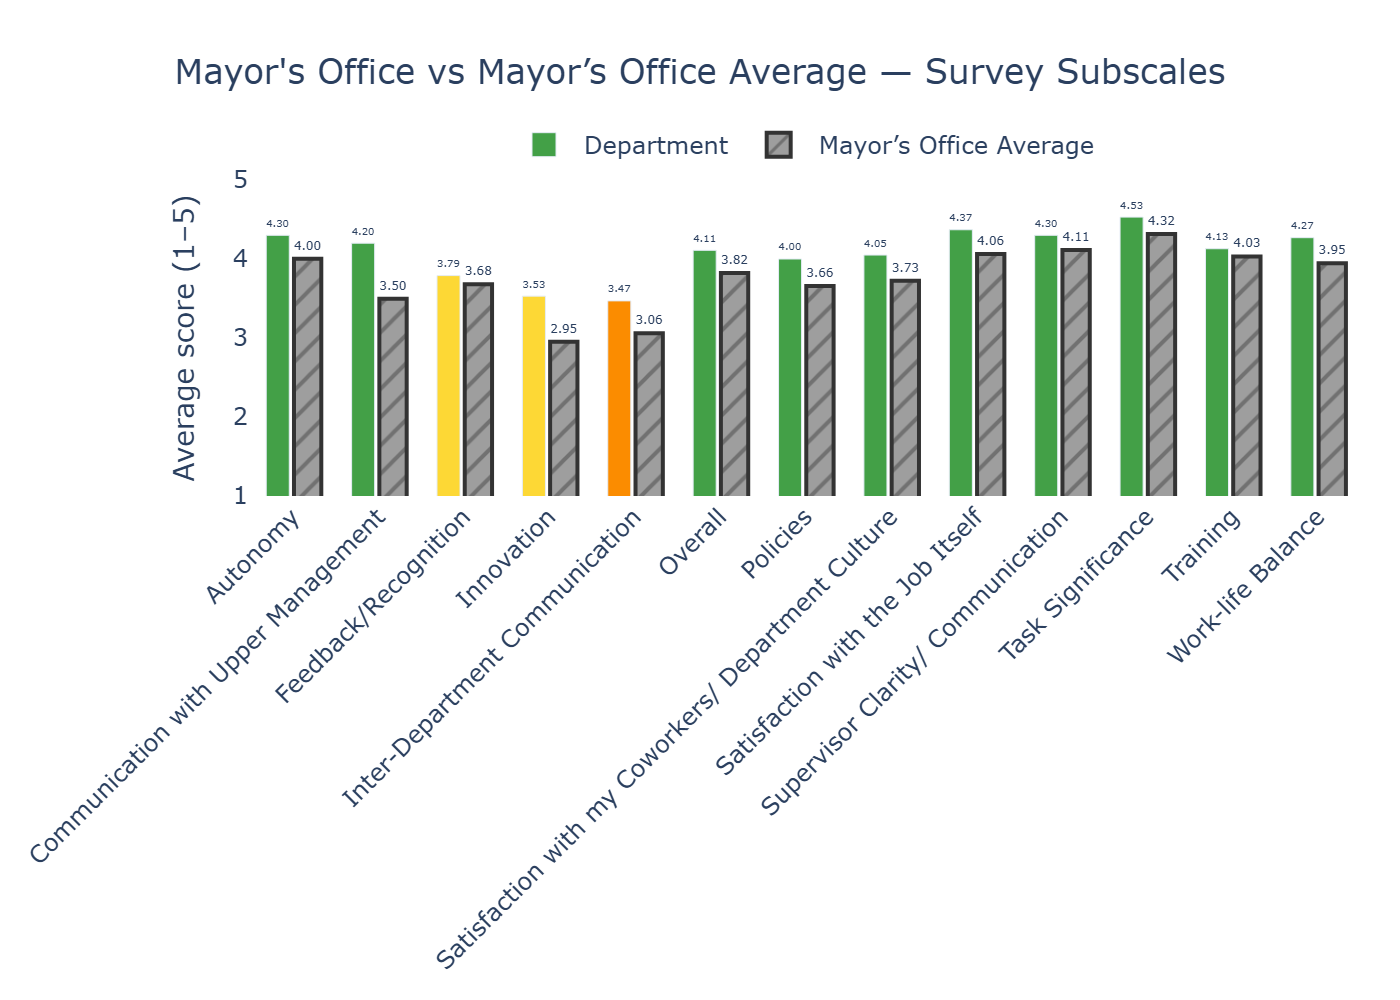 Mayor's Office vs Mayor’s Office Average — Survey Subscales
Department
Mayor’s Office Average
Average score (1–5)
5
4
3
2
1
4.30
4.00
4.20
3.50
3.79
3.68
3.53
2.95
3.47
3.06
4.11
3.82
4.00
3.66
4.05
3.73
4.37
4.06
4.30
4.11
4.53
4.32
4.13
4.03
4.27
3.95
Autonomy
Communication with Upper Management
Feedback/Recognition
Innovation
Inter-Department Communication
Overall
Policies
Satisfaction with my Coworkers/ Department Culture
Satisfaction with the Job Itself
Supervisor Clarity/ Communication
Task Significance
Training
Work-life Balance